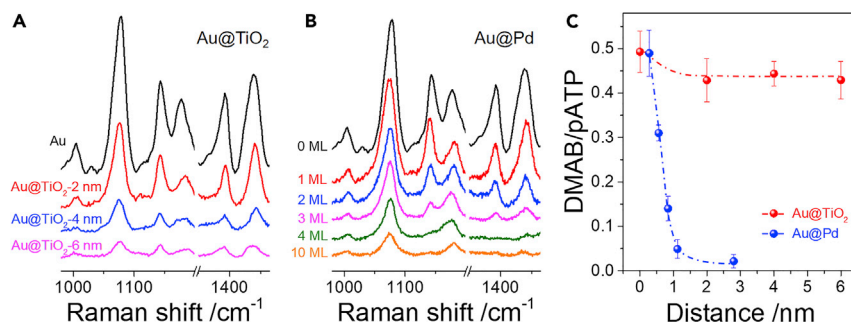 A
Au@TiO2
Au
Au@TiO2-2 nm
Au@TiO2-4 nm
Au@TiO2-6 nm
1000
1100
1400
Raman shift /cm-1
B
Au@Pd
0 ML
1 ML
2 ML
3 ML
4 ML
10 ML
1000
1100
1400
Raman shift /cm-1
C
DMAB/pATP
0.5
0.4
0.3
0.2
0.1
0.0
Au@TiO2
Au@Pd
0 1 2 3 4 5 6
Distance /nm